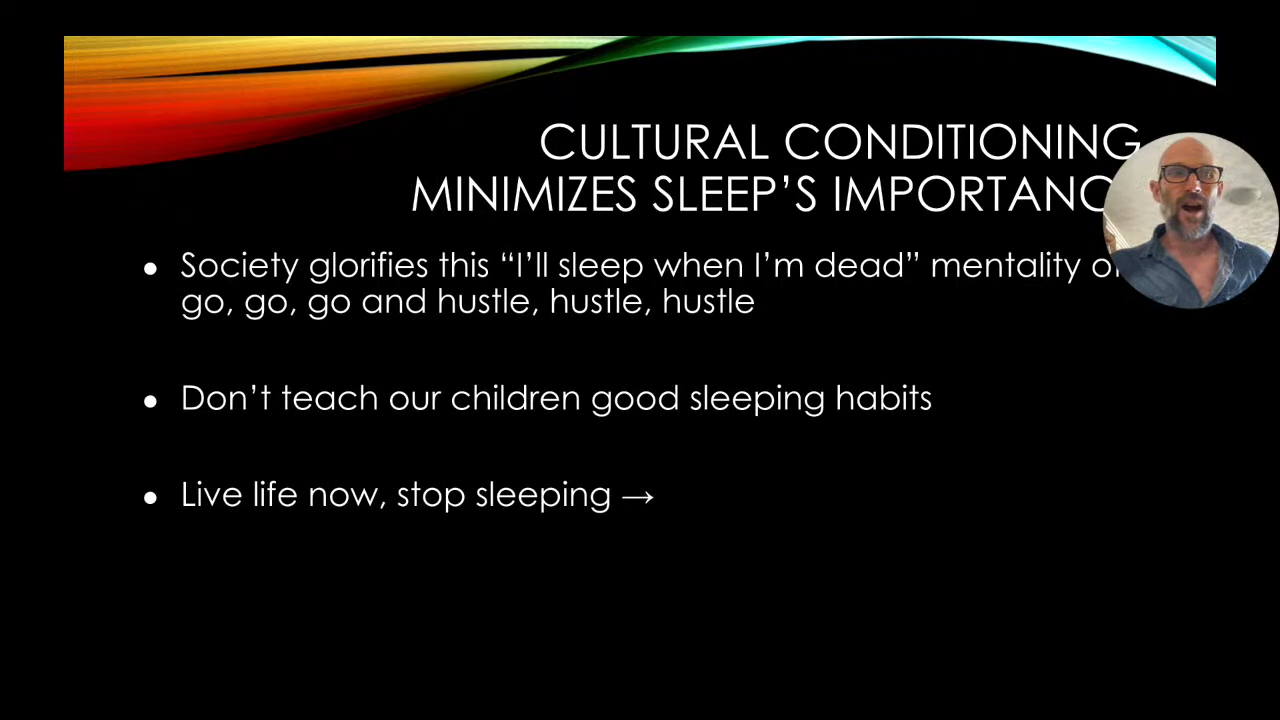 CULTURAL CONDITIONING
MINIMIZES SLEEP’S
● Society glorifies this “I’ll sleep when I’m dead” mentality
go, go, go and hustle, hustle, hustle
● Don’t teach our children good sleeping habits
● Live life now, stop sleeping →